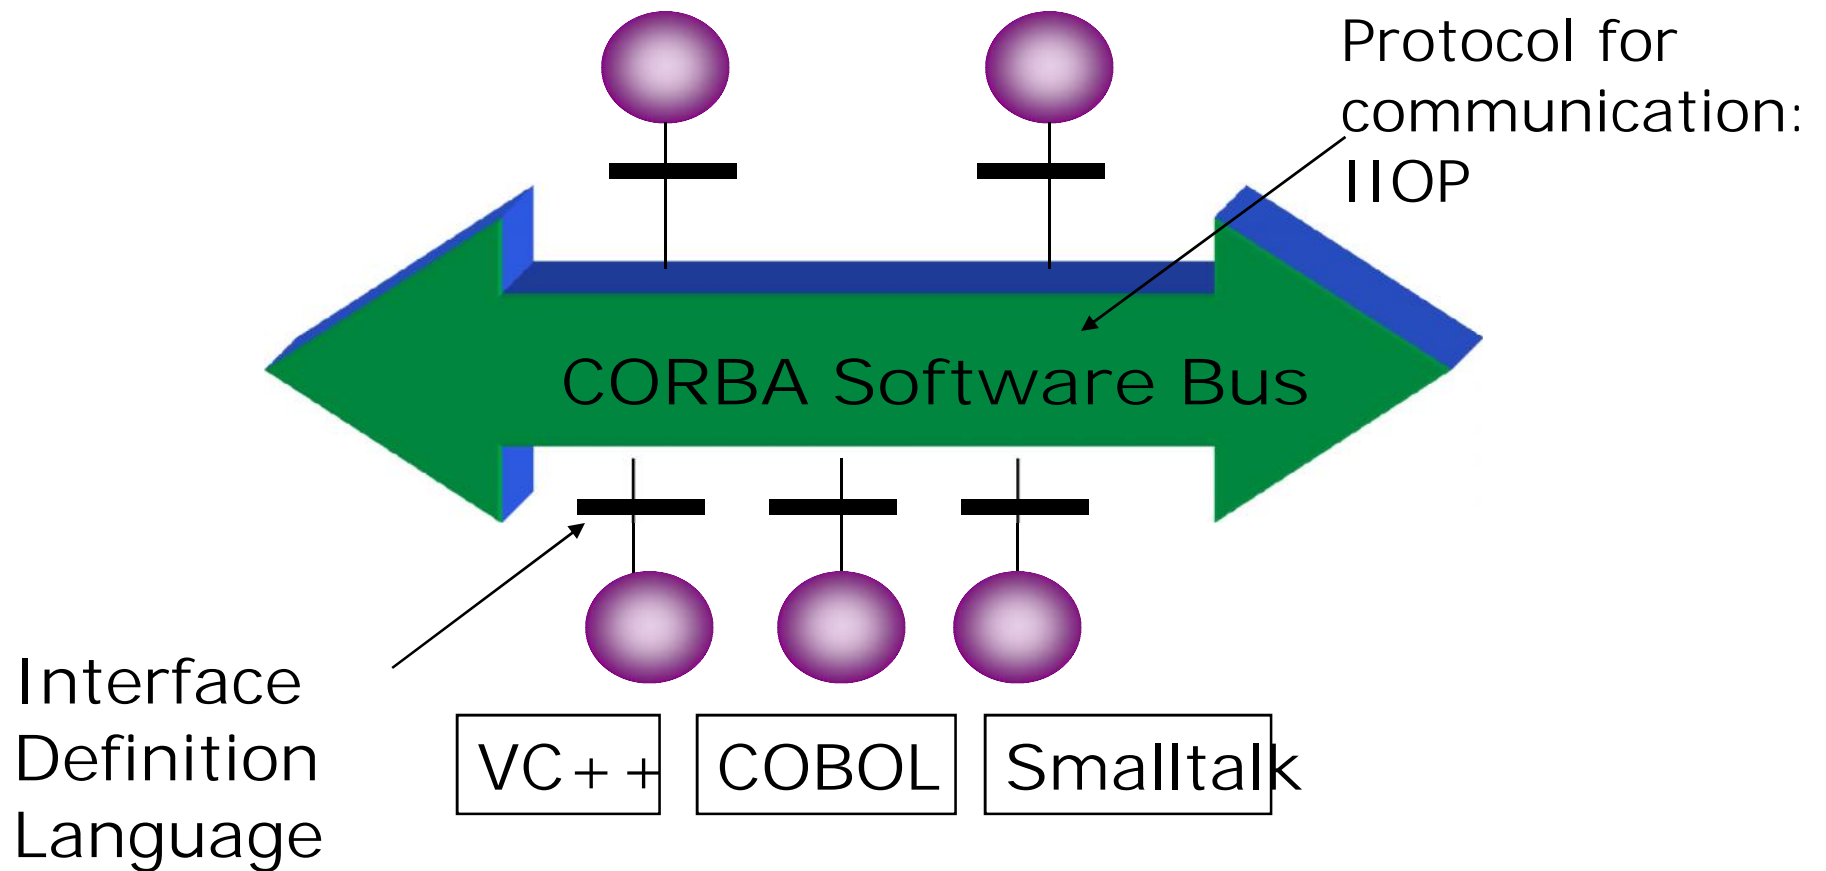 Protocol for
communication:
IIOP
CORBA Software Bus
Interface
Definition
Language
VC++
COBOL
Smalltalk